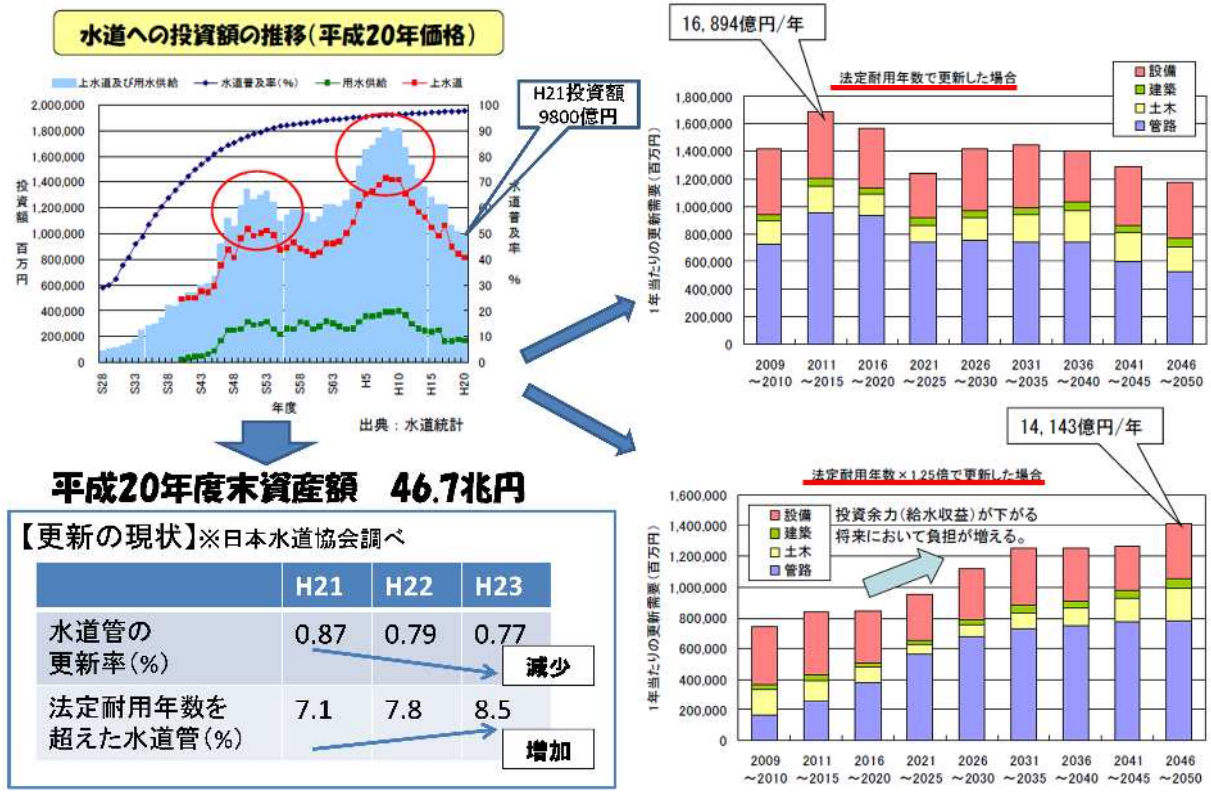 水道への投資額の推移(平成20年価格)
上水道及び用水供給 水道普及率(%) 用水供給 上水道
2,000,000
1,800,000
1,600,000
1,400,000
1,200,000
1,000,000
800,000
600,000
400,000
200,000
0
投資額 百万円
100
90
80
70
60
50
40
30
20
10
0
水道普及率 %
S28 S33 S38 S43 S48 S53 S58 S63 H5 H10 H15 H20
年度
出典:水道統計
H21投資額
9800億円
平成20年度末資産額 46.7兆円
【更新の現状】※日本水道協会調べ
H21 H22 H23
水道管の
更新率(%)
0.87 0.79 0.77
減少
法定耐用年数を
超えた水道管(%)
7.1 7.8 8.5
増加
16,894億円/年
法定耐用年数で更新した場合
設備
建築
土木
管路
1年当たりの更新需要(百万円)
1,800,000
1,600,000
1,400,000
1,200,000
1,000,000
800,000
600,000
400,000
200,000
0
2009 2011 2016 2021 2026 2031 2036 2041 2046
~2010 ~2015 ~2020 ~2025 ~2030 ~2035 ~2040 ~2045 ~2050
14,143億円/年
法定耐用年数×1.25倍で更新した場合
設備
建築
土木
管路
投資余力(給水収益)が下がる
将来において負担が増える。
1年当たりの更新需要(百万円)
1,600,000
1,400,000
1,200,000
1,000,000
800,000
600,000
400,000
200,000
0
2009 2011 2016 2021 2026 2031 2036 2041 2046
~2010 ~2015 ~2020 ~2025 ~2030 ~2035 ~2040 ~2045 ~2050